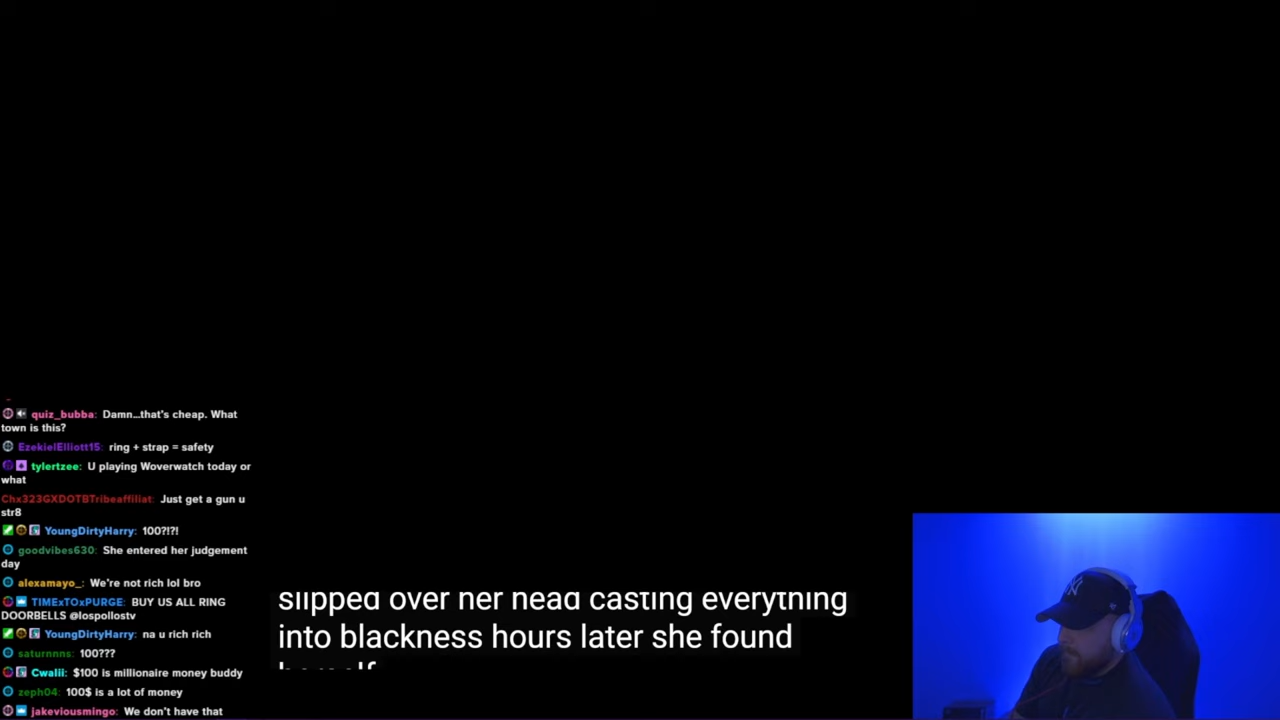 quiz_bubba: Damn...that's cheap. What
town is this?
EzekielElliott15: ring + strap = safety
tylertzee: U playing Woverwatch today or
what
Chx323GXDOTBTribeaffiliat: Just get a gun u
str8
YoungDirtyHarry: 100?!?!
goodvibes630: She entered her judgement
day
alexamayo_: We're not rich lol bro
TIMExTOxPURGE: BUY US ALL RING
DOORBELLS @lospollostv
YoungDirtyHarry: na u rich rich
saturnnns: 100???
Cwalii: $100 is millionaire money buddy
zeph04: 100$ is a lot of money
jakeviousmingo: We don't have that
slipped over her head casting everything
into blackness hours later she found
herself
NY